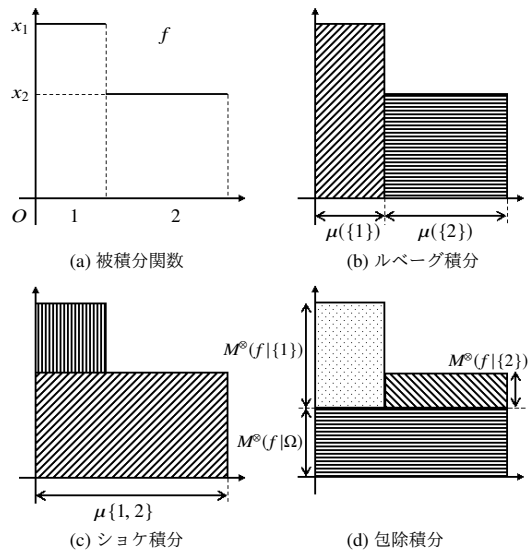 x₁
f
x₂
O
1
2
(a) 被積分関数
μ({1})
μ({2})
(b) ルベーグ積分
μ{1, 2}
(c) ショケ積分
M⊗(f|{1})
M⊗(f|{2})
M⊗(f|Ω)
(d) 包除積分